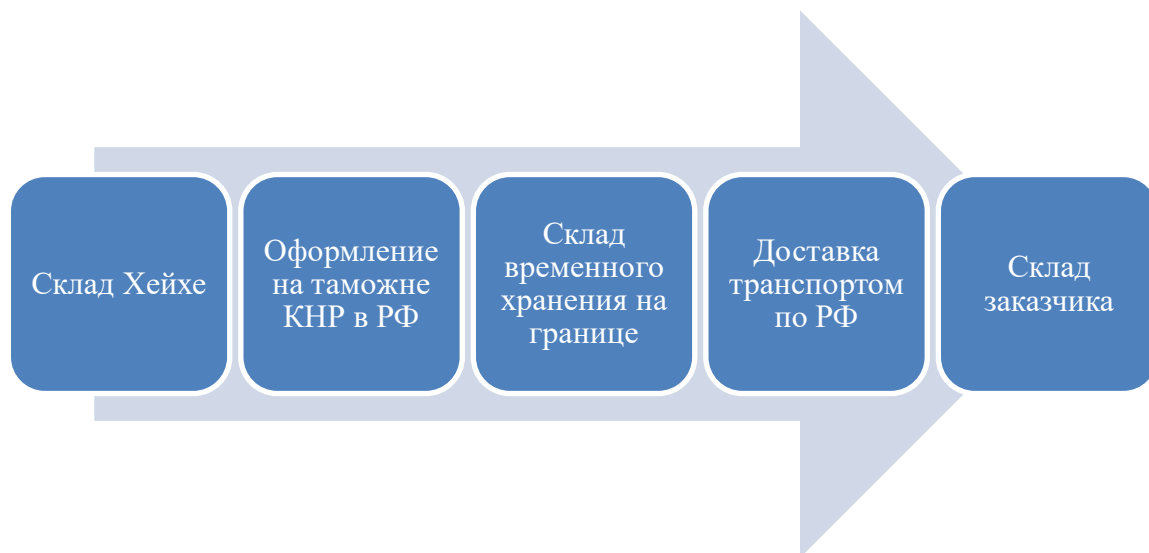 Склад Хейхе
Оформление
на таможне
КНР в РФ
Склад
временного
хранения на
границе
Доставка
транспортом
по РФ
Склад
заказчика